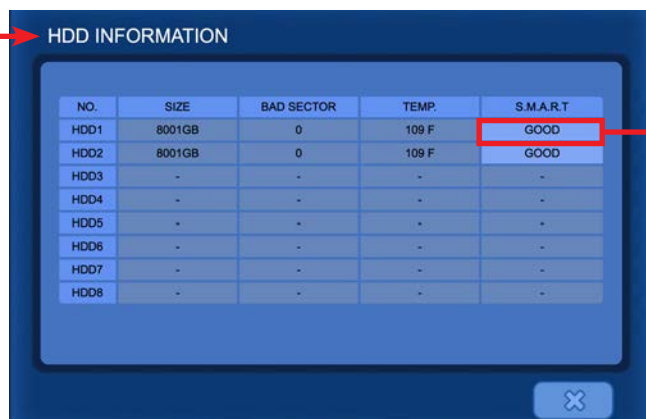 HDD INFORMATION
NO. SIZE BAD SECTOR TEMP. S.M.A.R.T
HDD1 8001GB 0 109 F GOOD
HDD2 8001GB 0 109 F GOOD
HDD3 - - - -
HDD4 - - - -
HDD5 - - - -
HDD6 - - - -
HDD7 - - - -
HDD8 - - - -